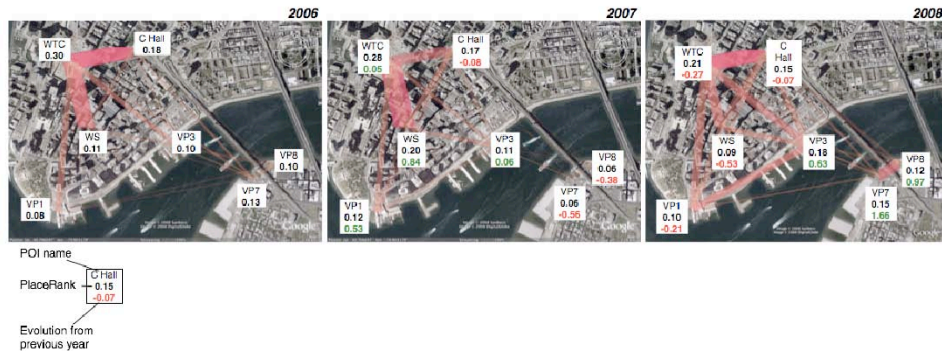 2006
WTC
0.30
C Hall
0.18
WS
0.11
VP3
0.10
VP8
0.10
VP7
0.13
VP1
0.08
Google
2007
WTC
0.28
0.05
C Hall
0.17
-0.08
WS
0.20
0.84
VP3
0.11
0.06
VP8
0.06
-0.38
VP7
0.06
-0.55
VP1
0.12
0.53
Google
2008
WTC
0.21
-0.27
C
Hall
0.15
-0.07
WS
0.09
-0.53
VP3
0.18
0.63
VP8
0.12
0.97
VP7
0.15
1.66
VP1
0.10
-0.21
Google
POI name
PlaceRank
C Hall
0.15
-0.07
Evolution from
previous year